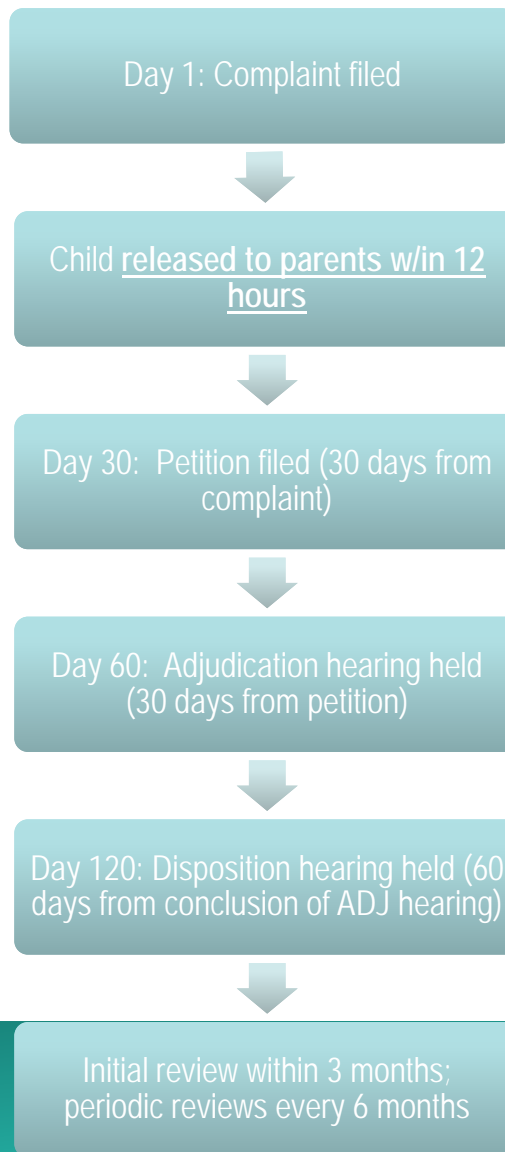 Day 1: Complaint filed
Child released to parents w/in 12
hours
Day 30: Petition filed (30 days from
complaint)
Day 60: Adjudication hearing held
(30 days from petition)
Day 120: Disposition hearing held (60
days from conclusion of ADJ hearing)
Initial review within 3 months;
periodic reviews every 6 months